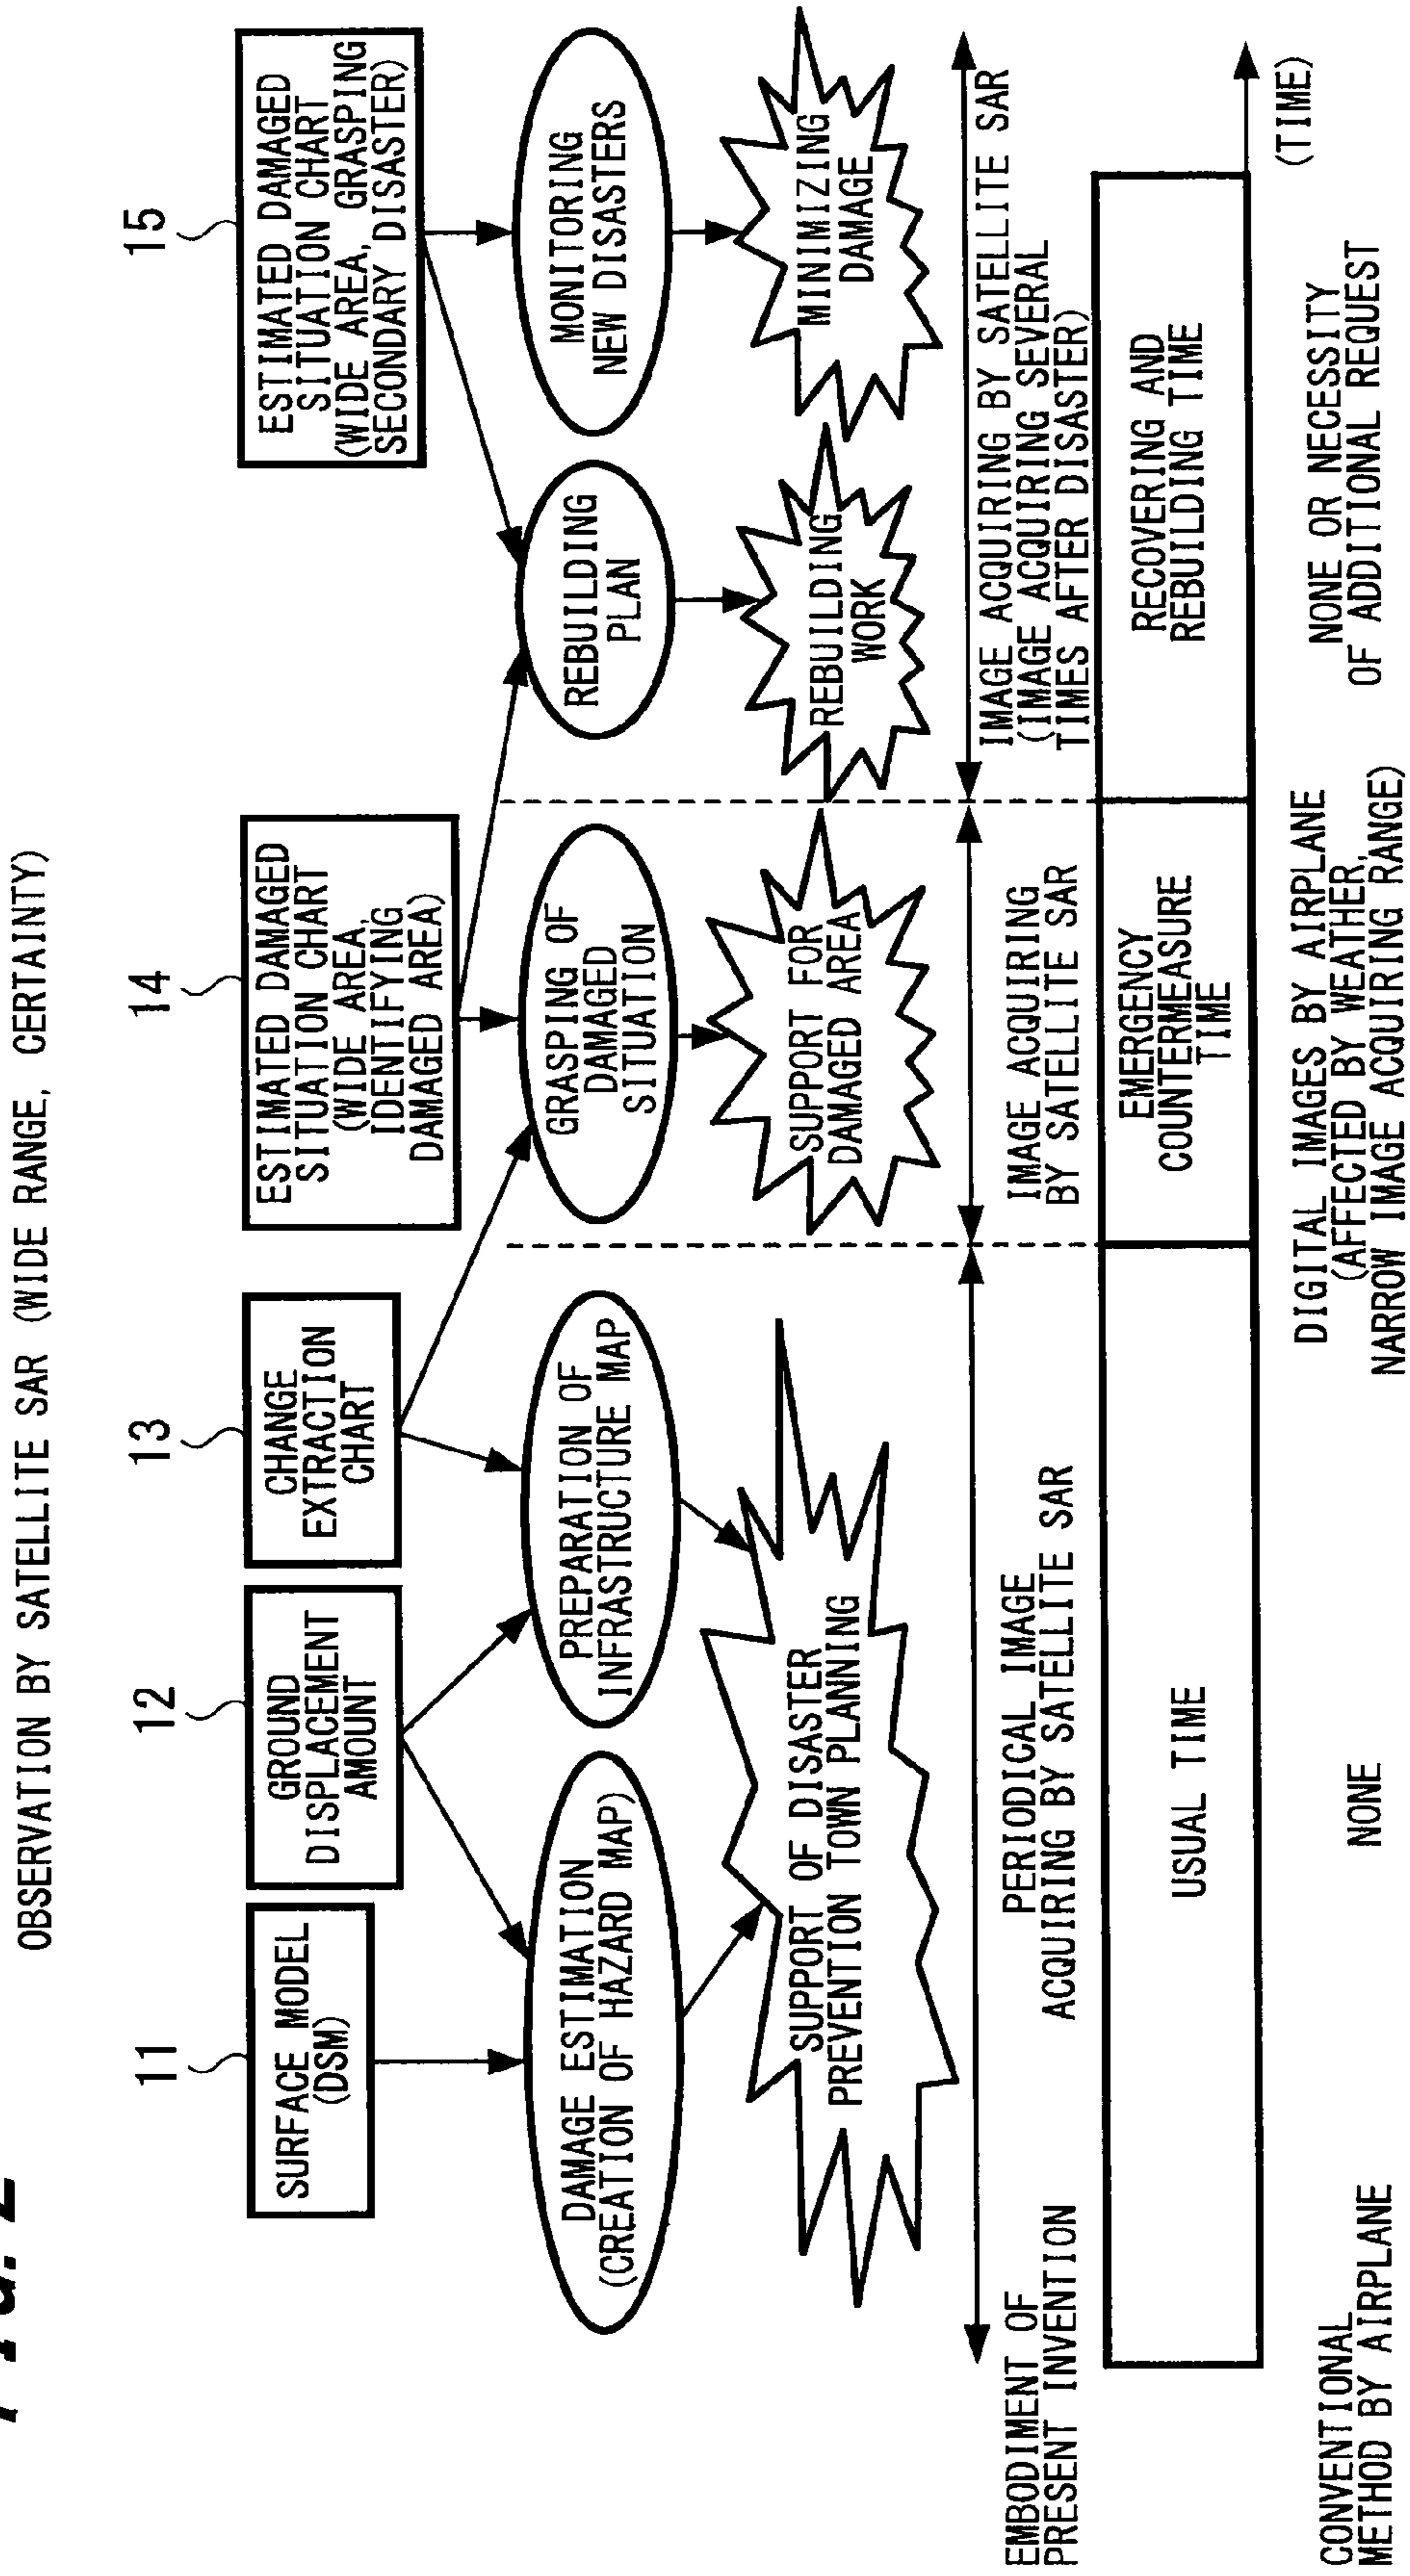 FIG. 2
OBSERVATION BY SATELLITE SAR (WIDE RANGE, CERTAINTY)
11
SURFACE MODEL
(DSM)
12
GROUND
DISPLACEMENT
AMOUNT
13
CHANGE
EXTRACTION
CHART
14
ESTIMATED DAMAGED
SITUATION CHART
(WIDE AREA,
IDENTIFYING
DAMAGED AREA)
15
ESTIMATED DAMAGED
SITUATION CHART
(WIDE AREA, GRASPING
SECONDARY DISASTER)
DAMAGE ESTIMATION
(CREATION OF HAZARD MAP)
PREPARATION OF
INFRASTRUCTURE MAP
GRASPING OF
DAMAGED
SITUATION
REBUILDING
PLAN
MONITORING
NEW DISASTERS
SUPPORT OF DISASTER
PREVENTION TOWN PLANNING
SUPPORT FOR
DAMAGED AREA
REBUILDING
WORK
MINIMIZING
DAMAGE
EMBODIMENT OF
PRESENT INVENTION
PERIODICAL IMAGE
ACQUIRING BY SATELLITE SAR
IMAGE ACQUIRING
BY SATELLITE SAR
IMAGE ACQUIRING BY SATELLITE SAR
(IMAGE ACQUIRING SEVERAL
TIMES AFTER DISASTER)
USUAL TIME
EMERGENCY
COUNTERMEASURE
TIME
RECOVERING AND
REBUILDING TIME
(TIME)
CONVENTIONAL
METHOD BY AIRPLANE
NONE
DIGITAL IMAGES BY AIRPLANE
(AFFECTED BY WEATHER,
NARROW IMAGE ACQUIRING RANGE)
NONE OR NECESSITY
OF ADDITIONAL REQUEST